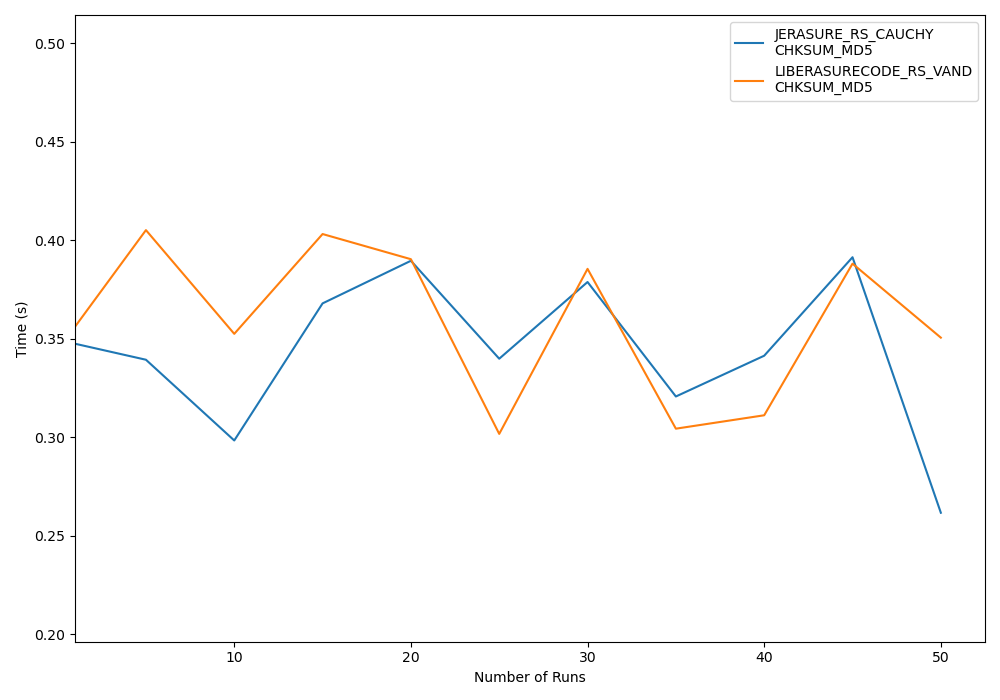 JERASURE_RS_CAUCHY
CHKSUM_MD5
LIBERASURECODE_RS_VAND
CHKSUM_MD5
0.50
0.45
0.40
0.35
0.30
0.25
0.20
Time (s)
10 20 30 40 50
Number of Runs